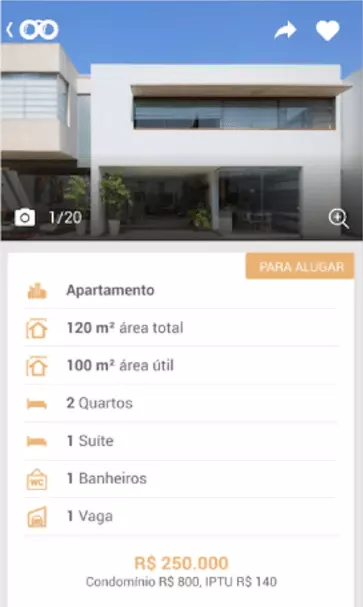 1/20
PARA ALUGAR
Apartamento
120 m² área total
100 m² área útil
2 Quartos
1 Suíte
WC
1 Banheiros
1 Vaga
R$ 250.000
Condomínio R$ 800, IPTU R$ 140